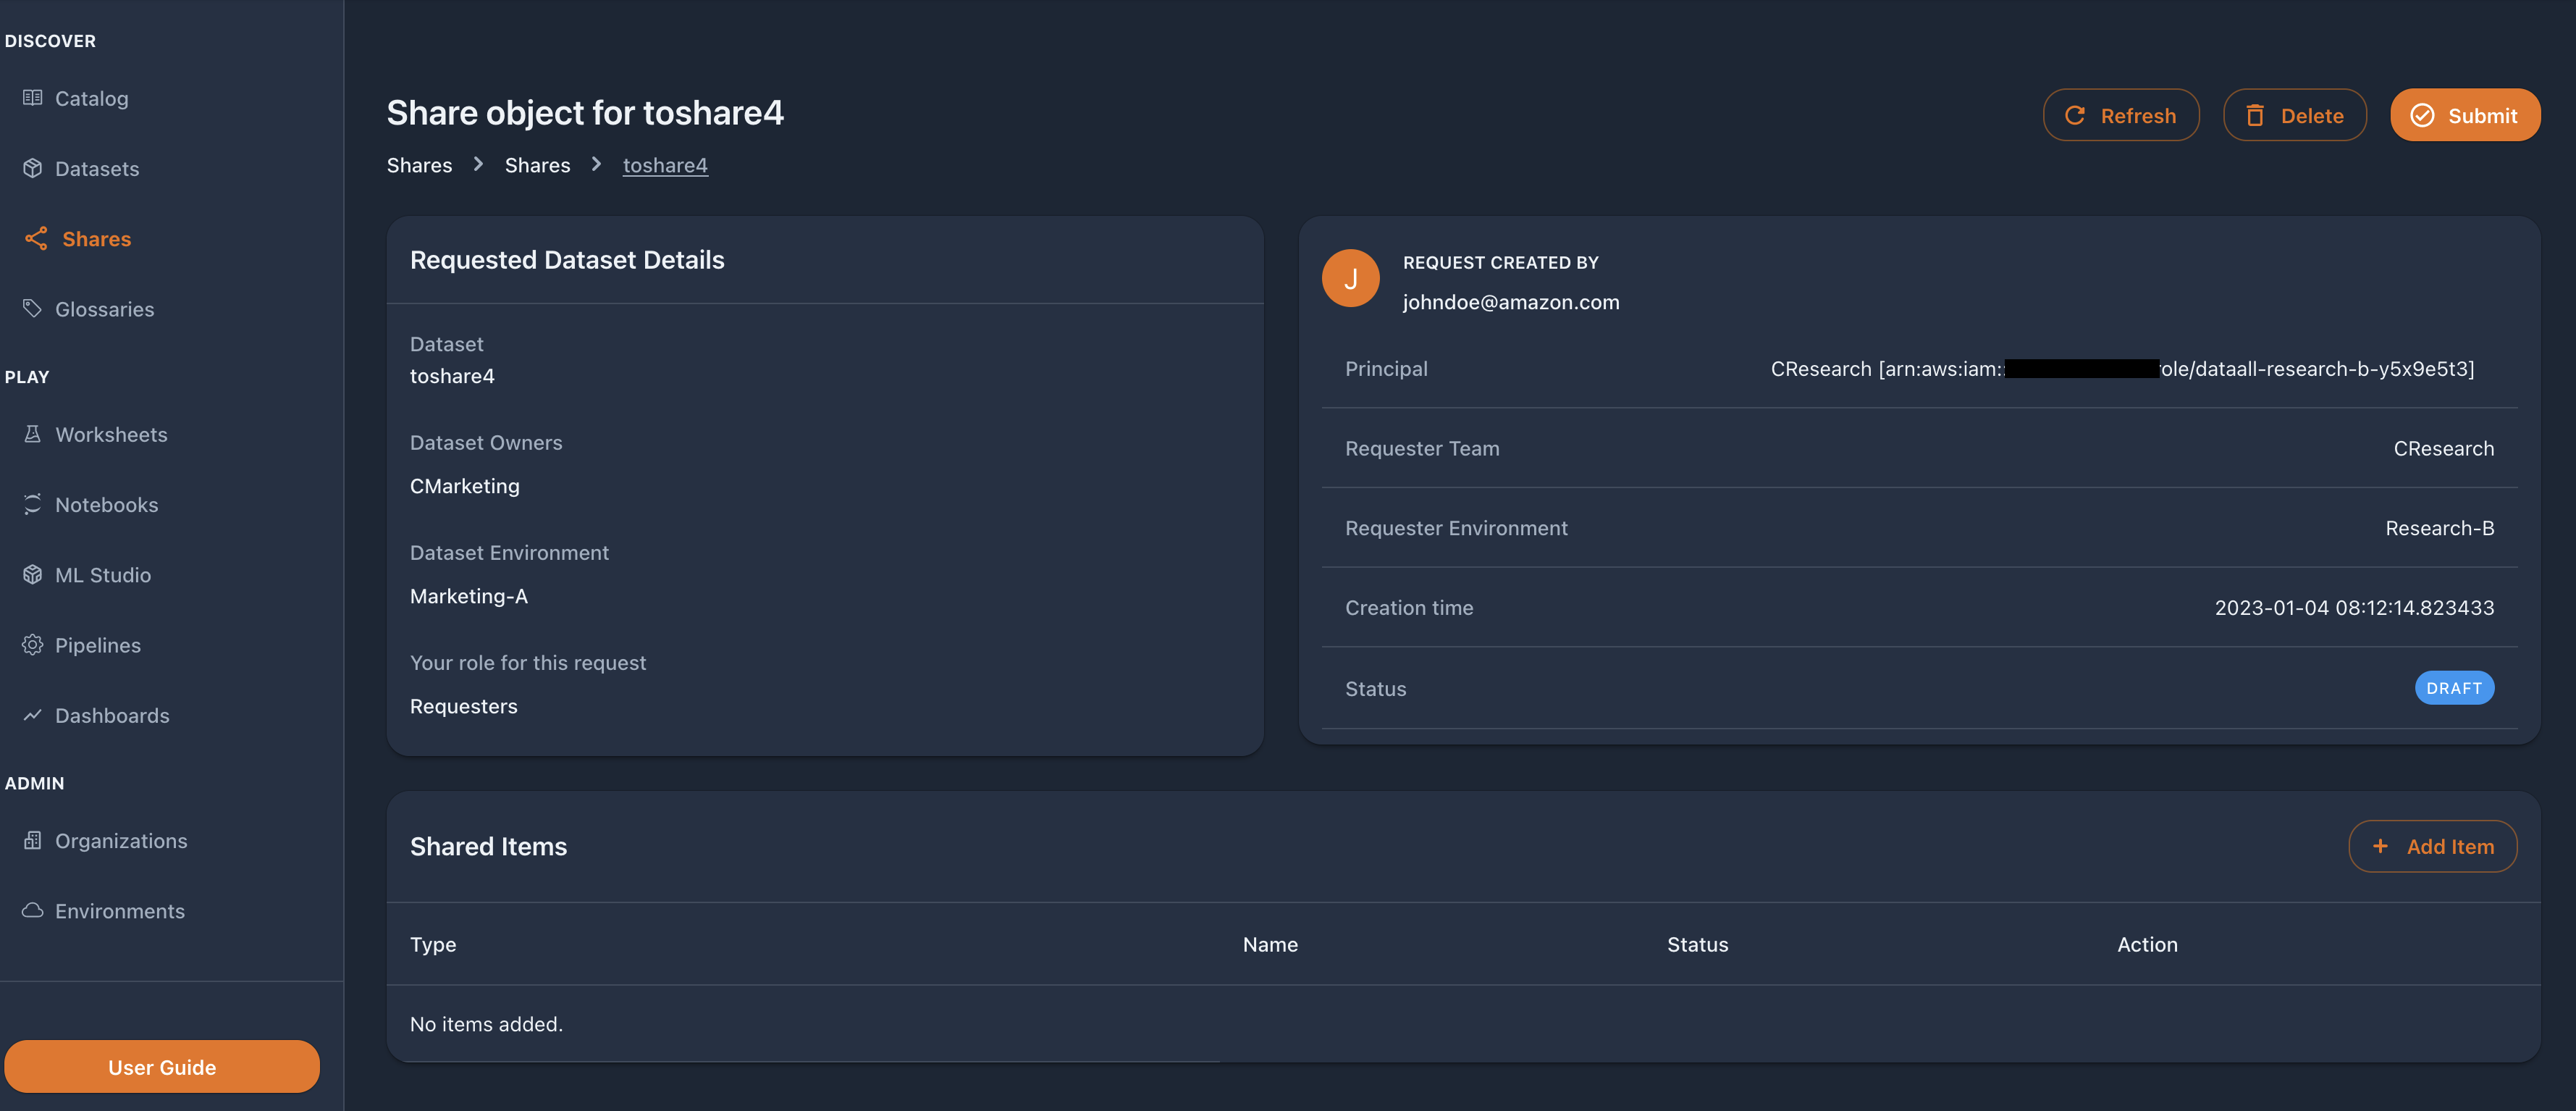 DISCOVER
Catalog
Datasets
Shares
Glossaries
PLAY
Worksheets
Notebooks
ML Studio
Pipelines
Dashboards
ADMIN
Organizations
Environments
User Guide
Share object for toshare4
Shares > Shares > toshare4
Refresh
Delete
Submit
Requested Dataset Details
Dataset
toshare4
Dataset Owners
CMarketing
Dataset Environment
Marketing-A
Your role for this request
Requesters
J
REQUEST CREATED BY
johndoe@amazon.com
Principal CResearch [arn:aws:iam: ole/dataall-research-b-y5x9e5t3]
Requester Team CResearch
Requester Environment Research-B
Creation time 2023-01-04 08:12:14.823433
Status DRAFT
Shared Items
+ Add Item
Type Name Status Action
No items added.